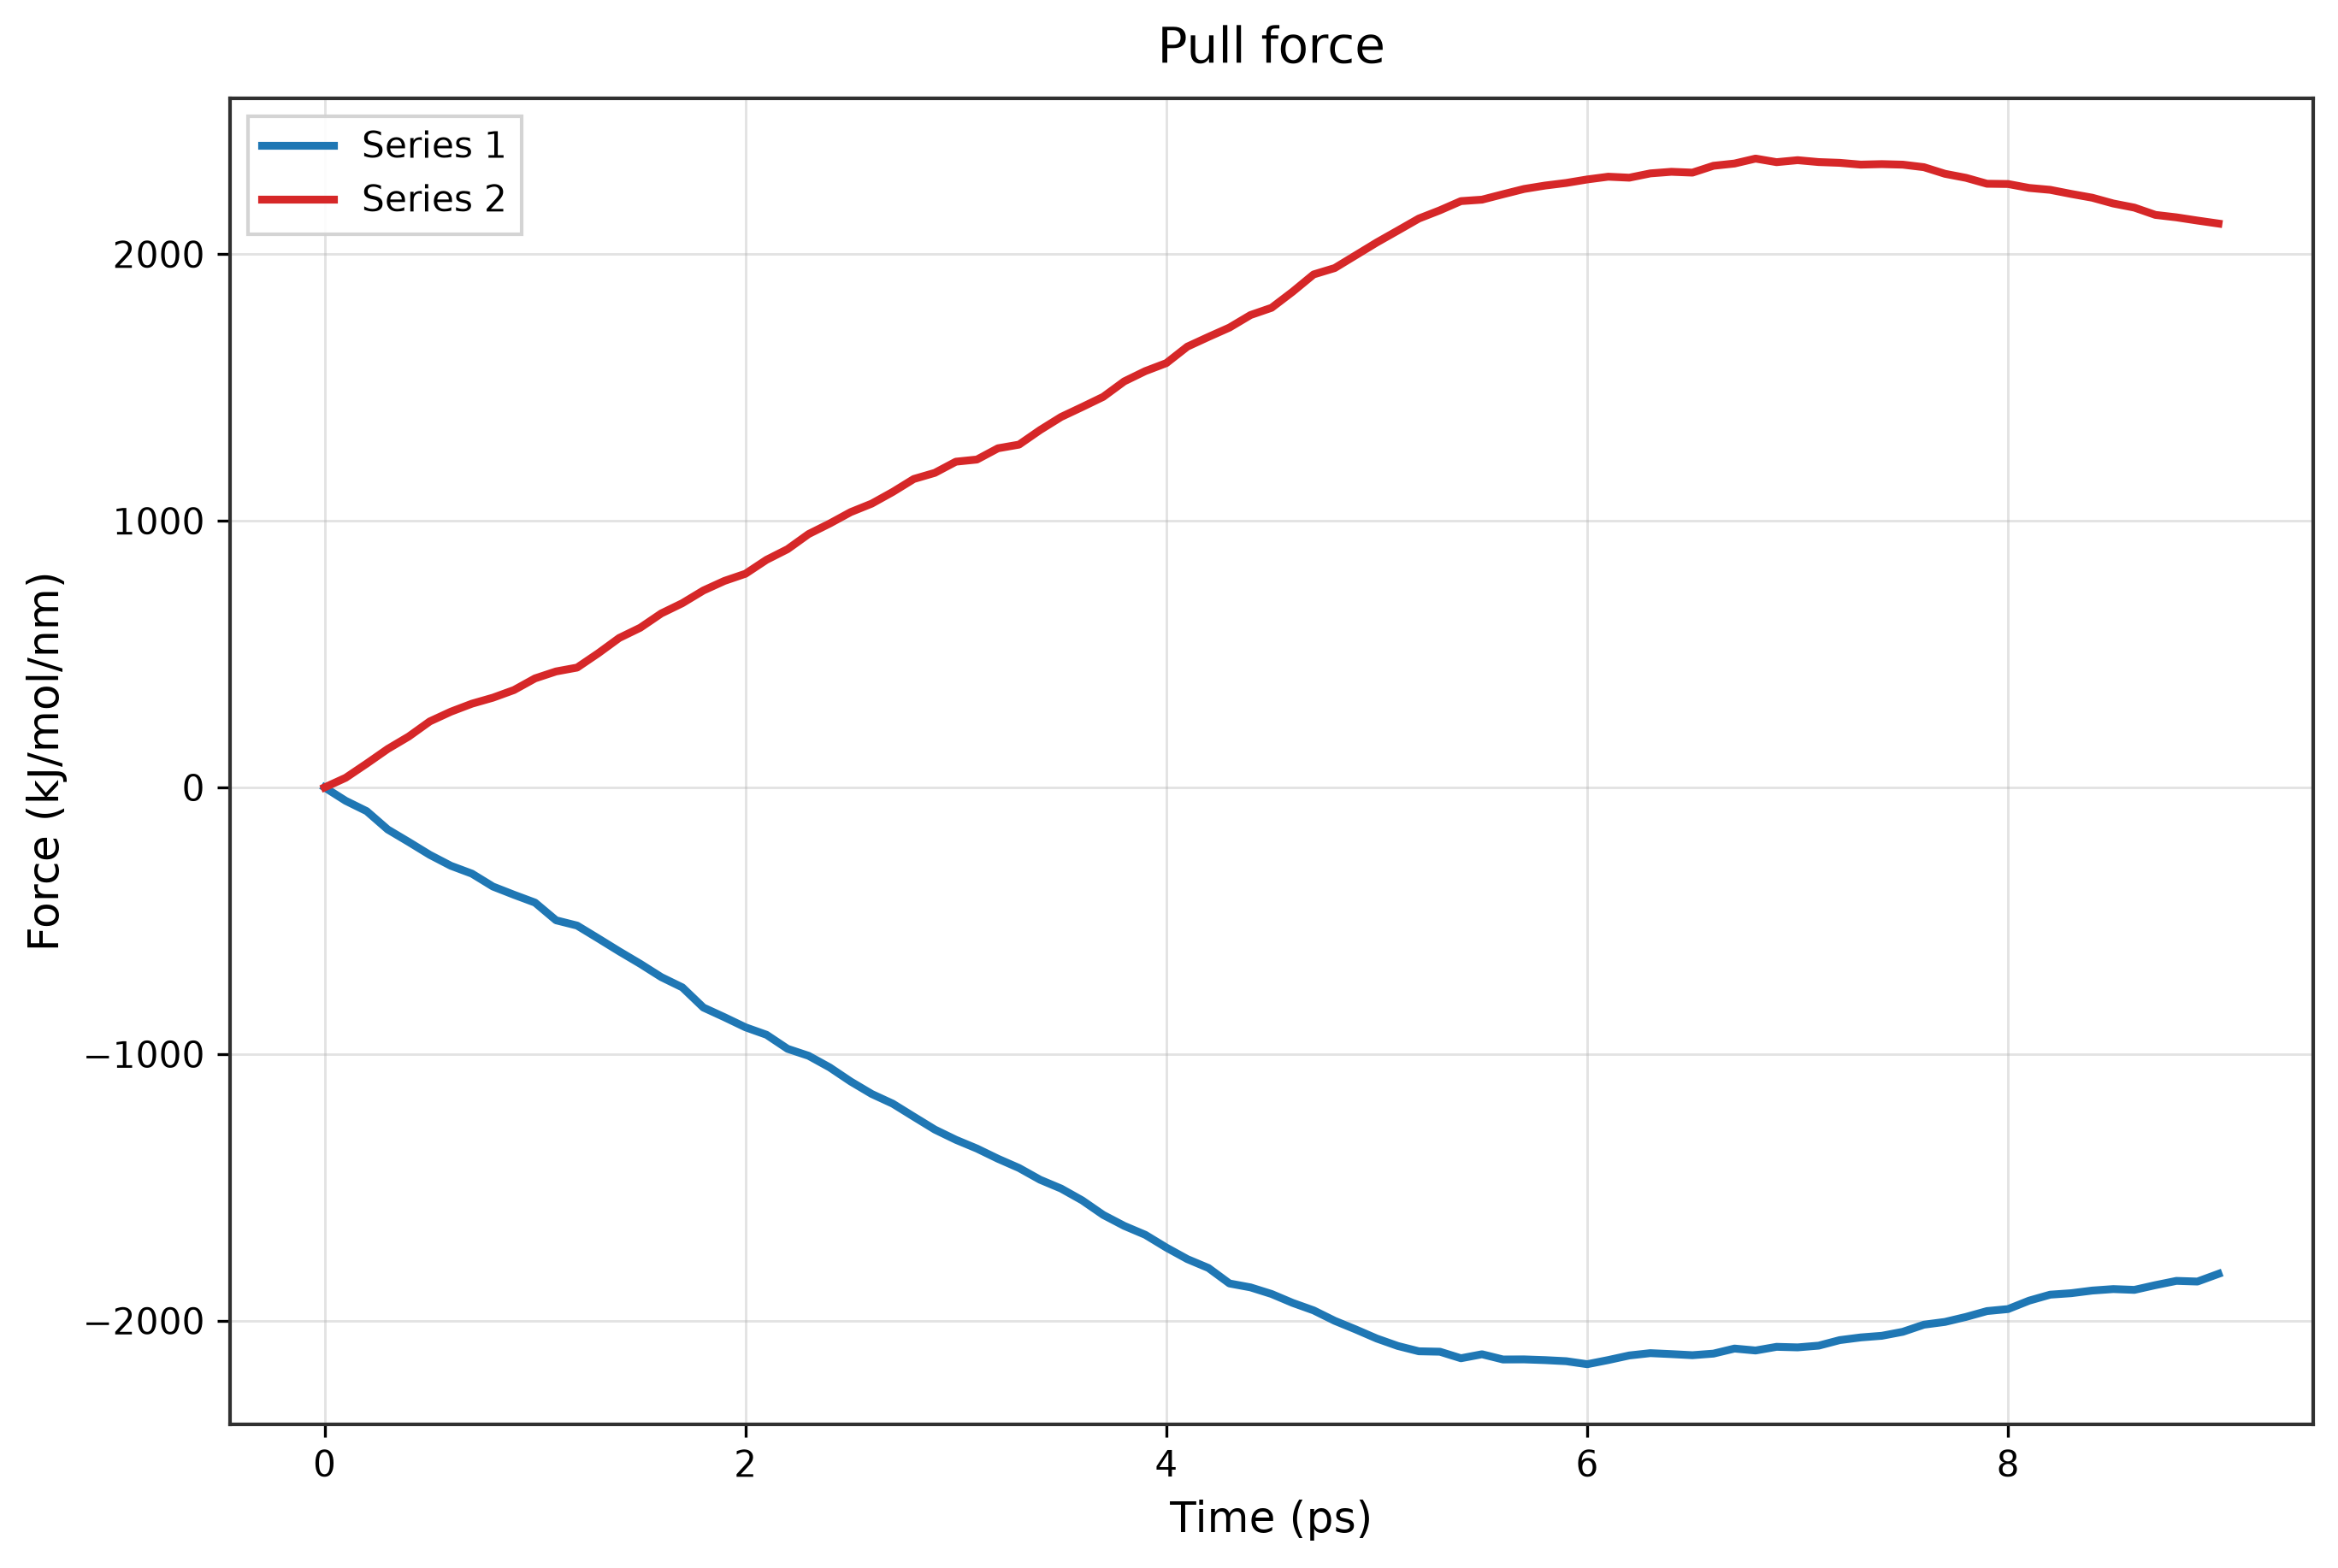 Pull force
Series 1
Series 2
2000
1000
0
−1000
−2000
Force (kJ/mol/nm)
0 2 4 6 8
Time (ps)